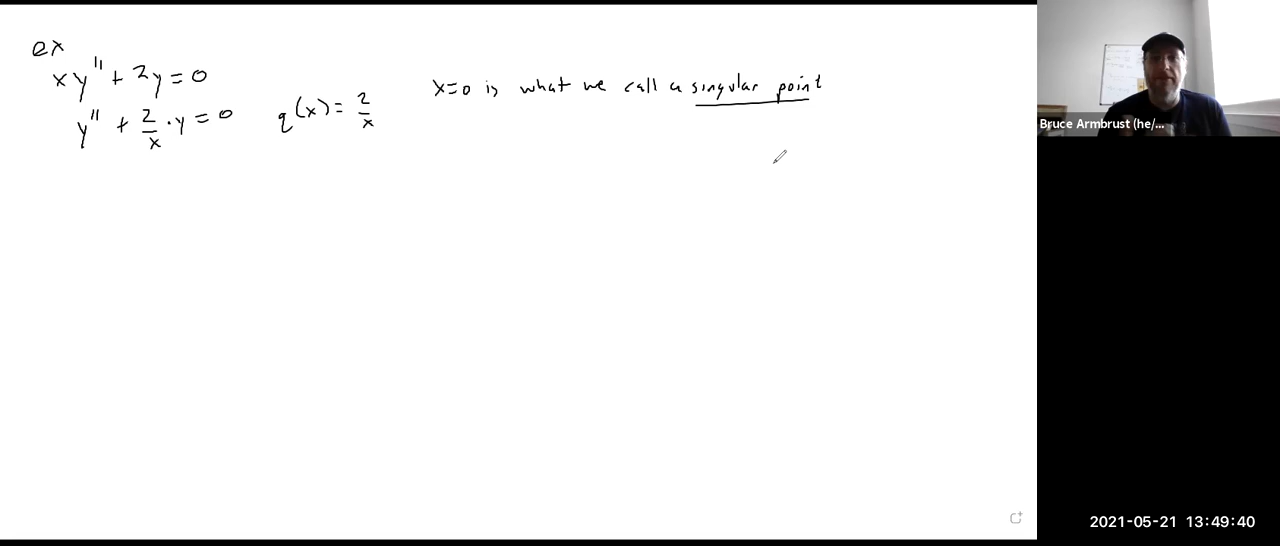 ex
xy" + 2y = 0
x=0 is what we call a singular point
y" + 2/x · y = 0 q(x) = 2/x
Bruce Armbrust (he/...
2021-05-21 13:49:40